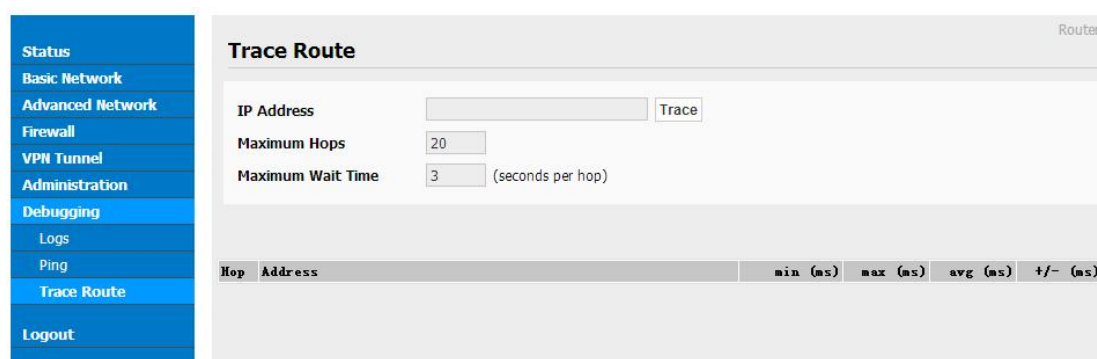 Router
Status
Basic Network
Advanced Network
Firewall
VPN Tunnel
Administration
Debugging
Logs
Ping
Trace Route
Logout
Trace Route
IP Address Trace
Maximum Hops 20
Maximum Wait Time 3 (seconds per hop)
Hop Address min (ms) max (ms) avg (ms) +/- (ms)